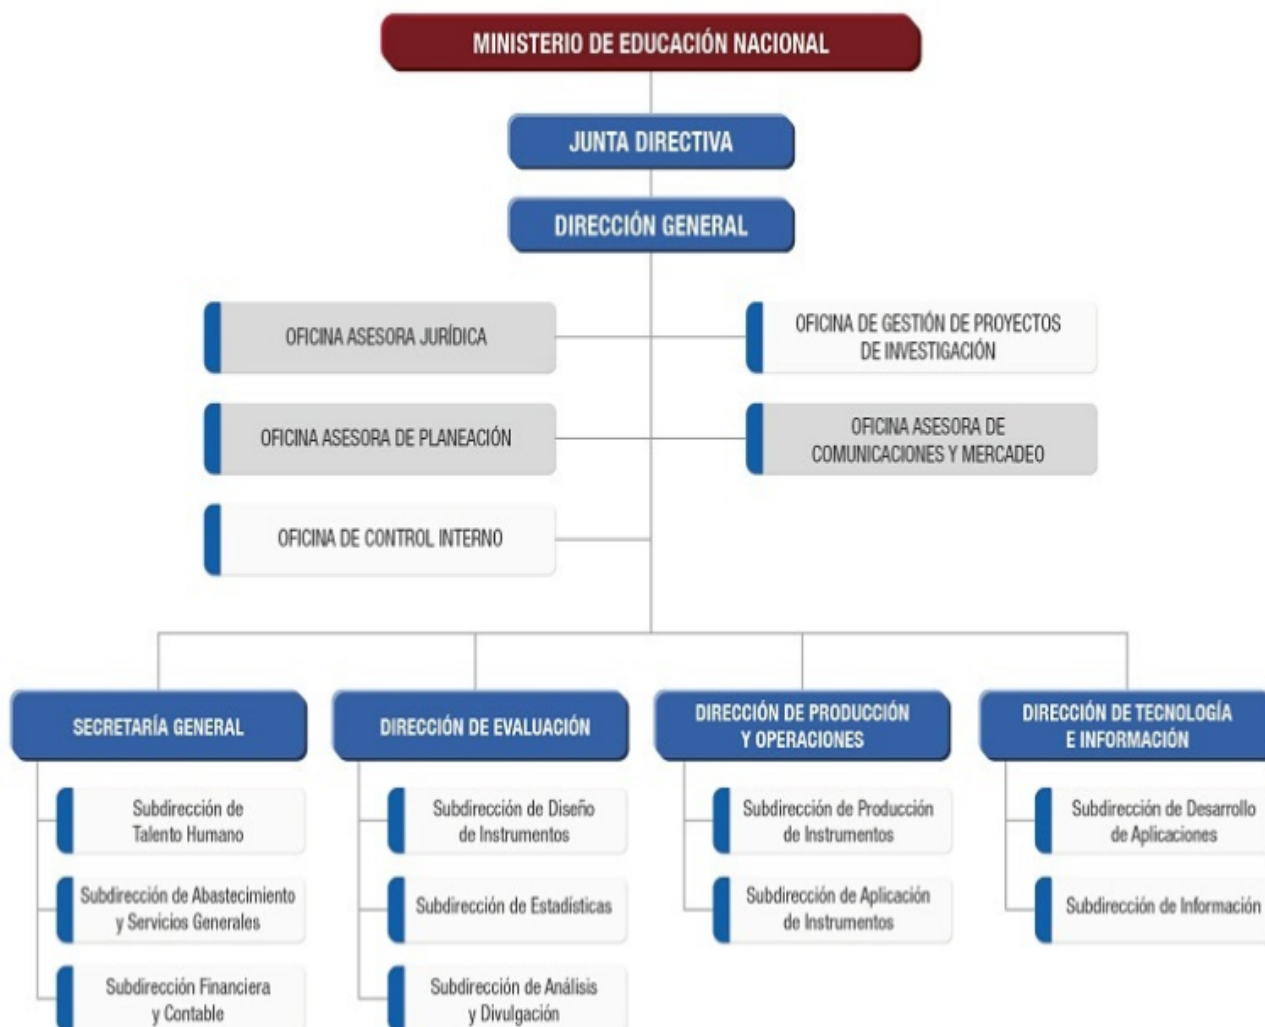 MINISTERIO DE EDUCACIÓN NACIONAL
JUNTA DIRECTIVA
DIRECCIÓN GENERAL
OFICINA ASESORA JURÍDICA
OFICINA DE GESTIÓN DE PROYECTOS
DE INVESTIGACIÓN
OFICINA ASESORA DE PLANEACIÓN
OFICINA ASESORA DE
COMUNICACIONES Y MERCADEO
OFICINA DE CONTROL INTERNO
SECRETARÍA GENERAL
Subdirección de
Talento Humano
Subdirección de Abastecimiento
y Servicios Generales
Subdirección Financiera
y Contable
DIRECCIÓN DE EVALUACIÓN
Subdirección de Diseño
de Instrumentos
Subdirección de Estadísticas
Subdirección de Análisis
y Divulgación
DIRECCIÓN DE PRODUCCIÓN
Y OPERACIONES
Subdirección de Producción
de Instrumentos
Subdirección de Aplicación
de Instrumentos
DIRECCIÓN DE TECNOLOGÍA
E INFORMACIÓN
Subdirección de Desarrollo
de Aplicaciones
Subdirección de Información